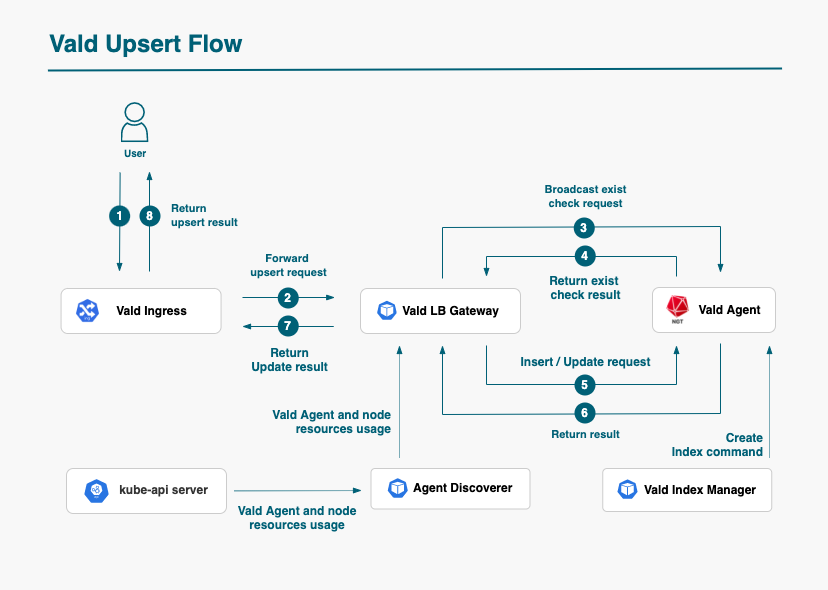 Vald Upsert Flow
User
1
8
Return
upsert result
Broadcast exist
check request
3
4
Return exist
check result
Forward
upsert request
2
7
Return
Update result
Vald Ingress
Vald LB Gateway
NGT
Vald Agent
Insert / Update request
5
6
Return result
Vald Agent and node
resources usage
Create
Index command
kube-api server
Vald Agent and node
resources usage
Agent Discoverer
Vald Index Manager